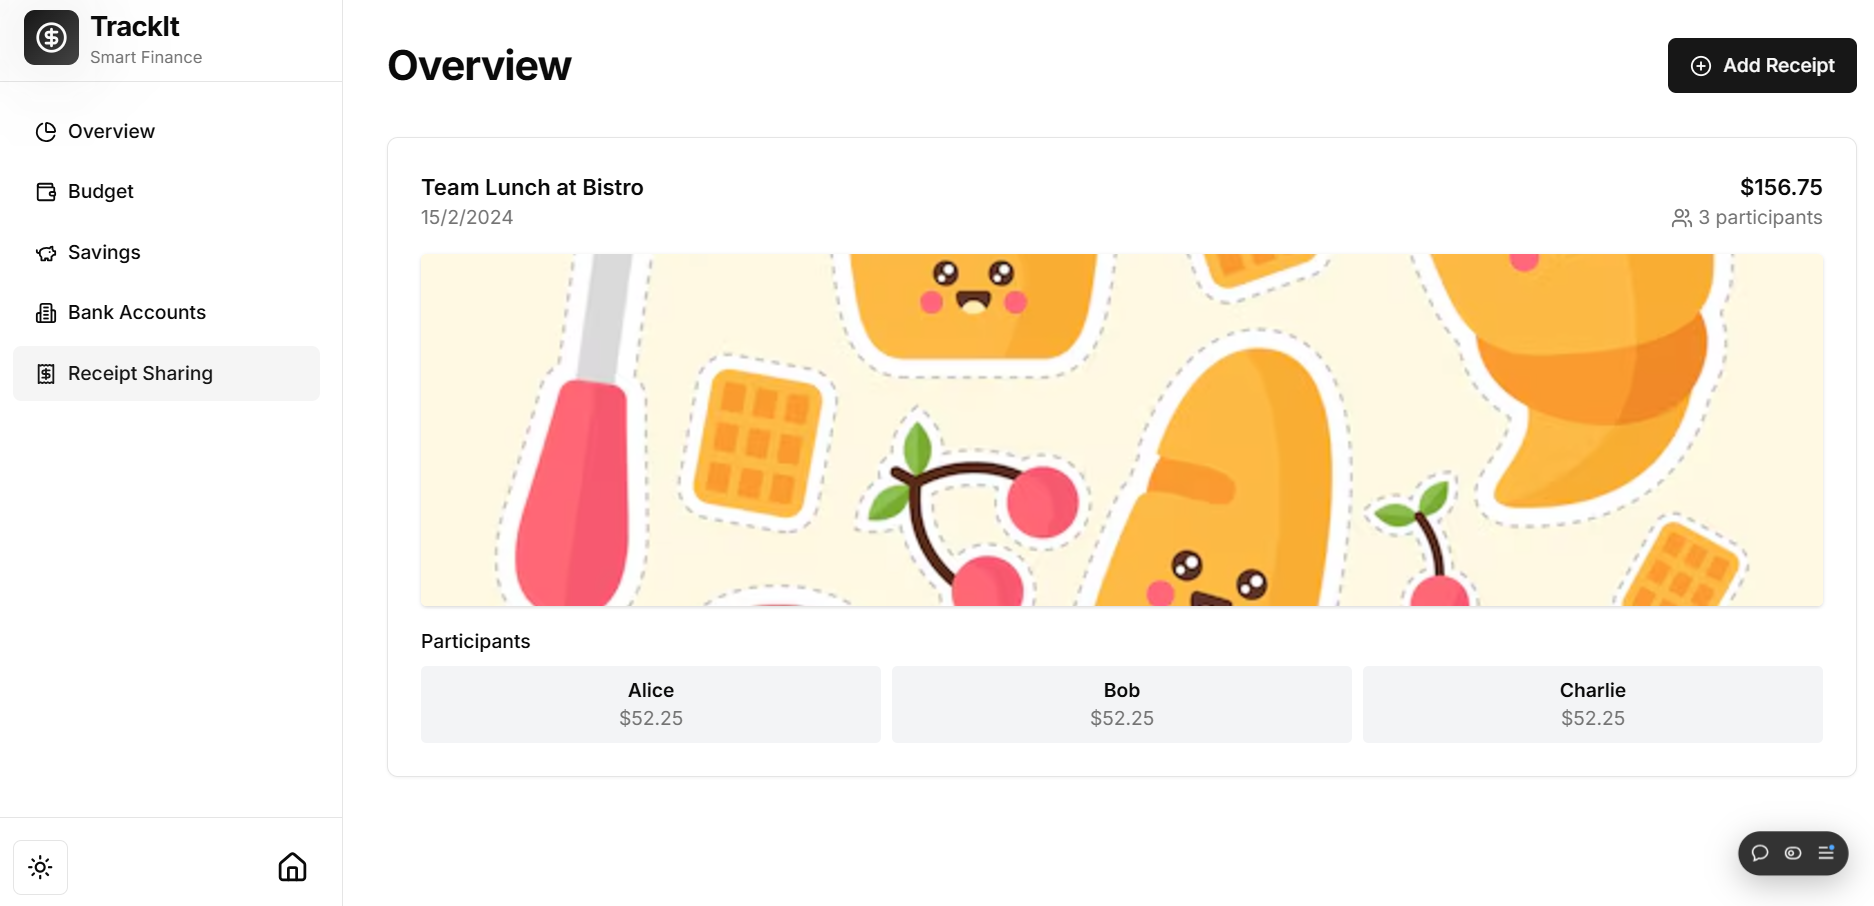 TrackIt
Smart Finance
Overview
Budget
Savings
Bank Accounts
Receipt Sharing
Overview
Add Receipt
Team Lunch at Bistro
$156.75
15/2/2024
3 participants
Participants
Alice
$52.25
Bob
$52.25
Charlie
$52.25